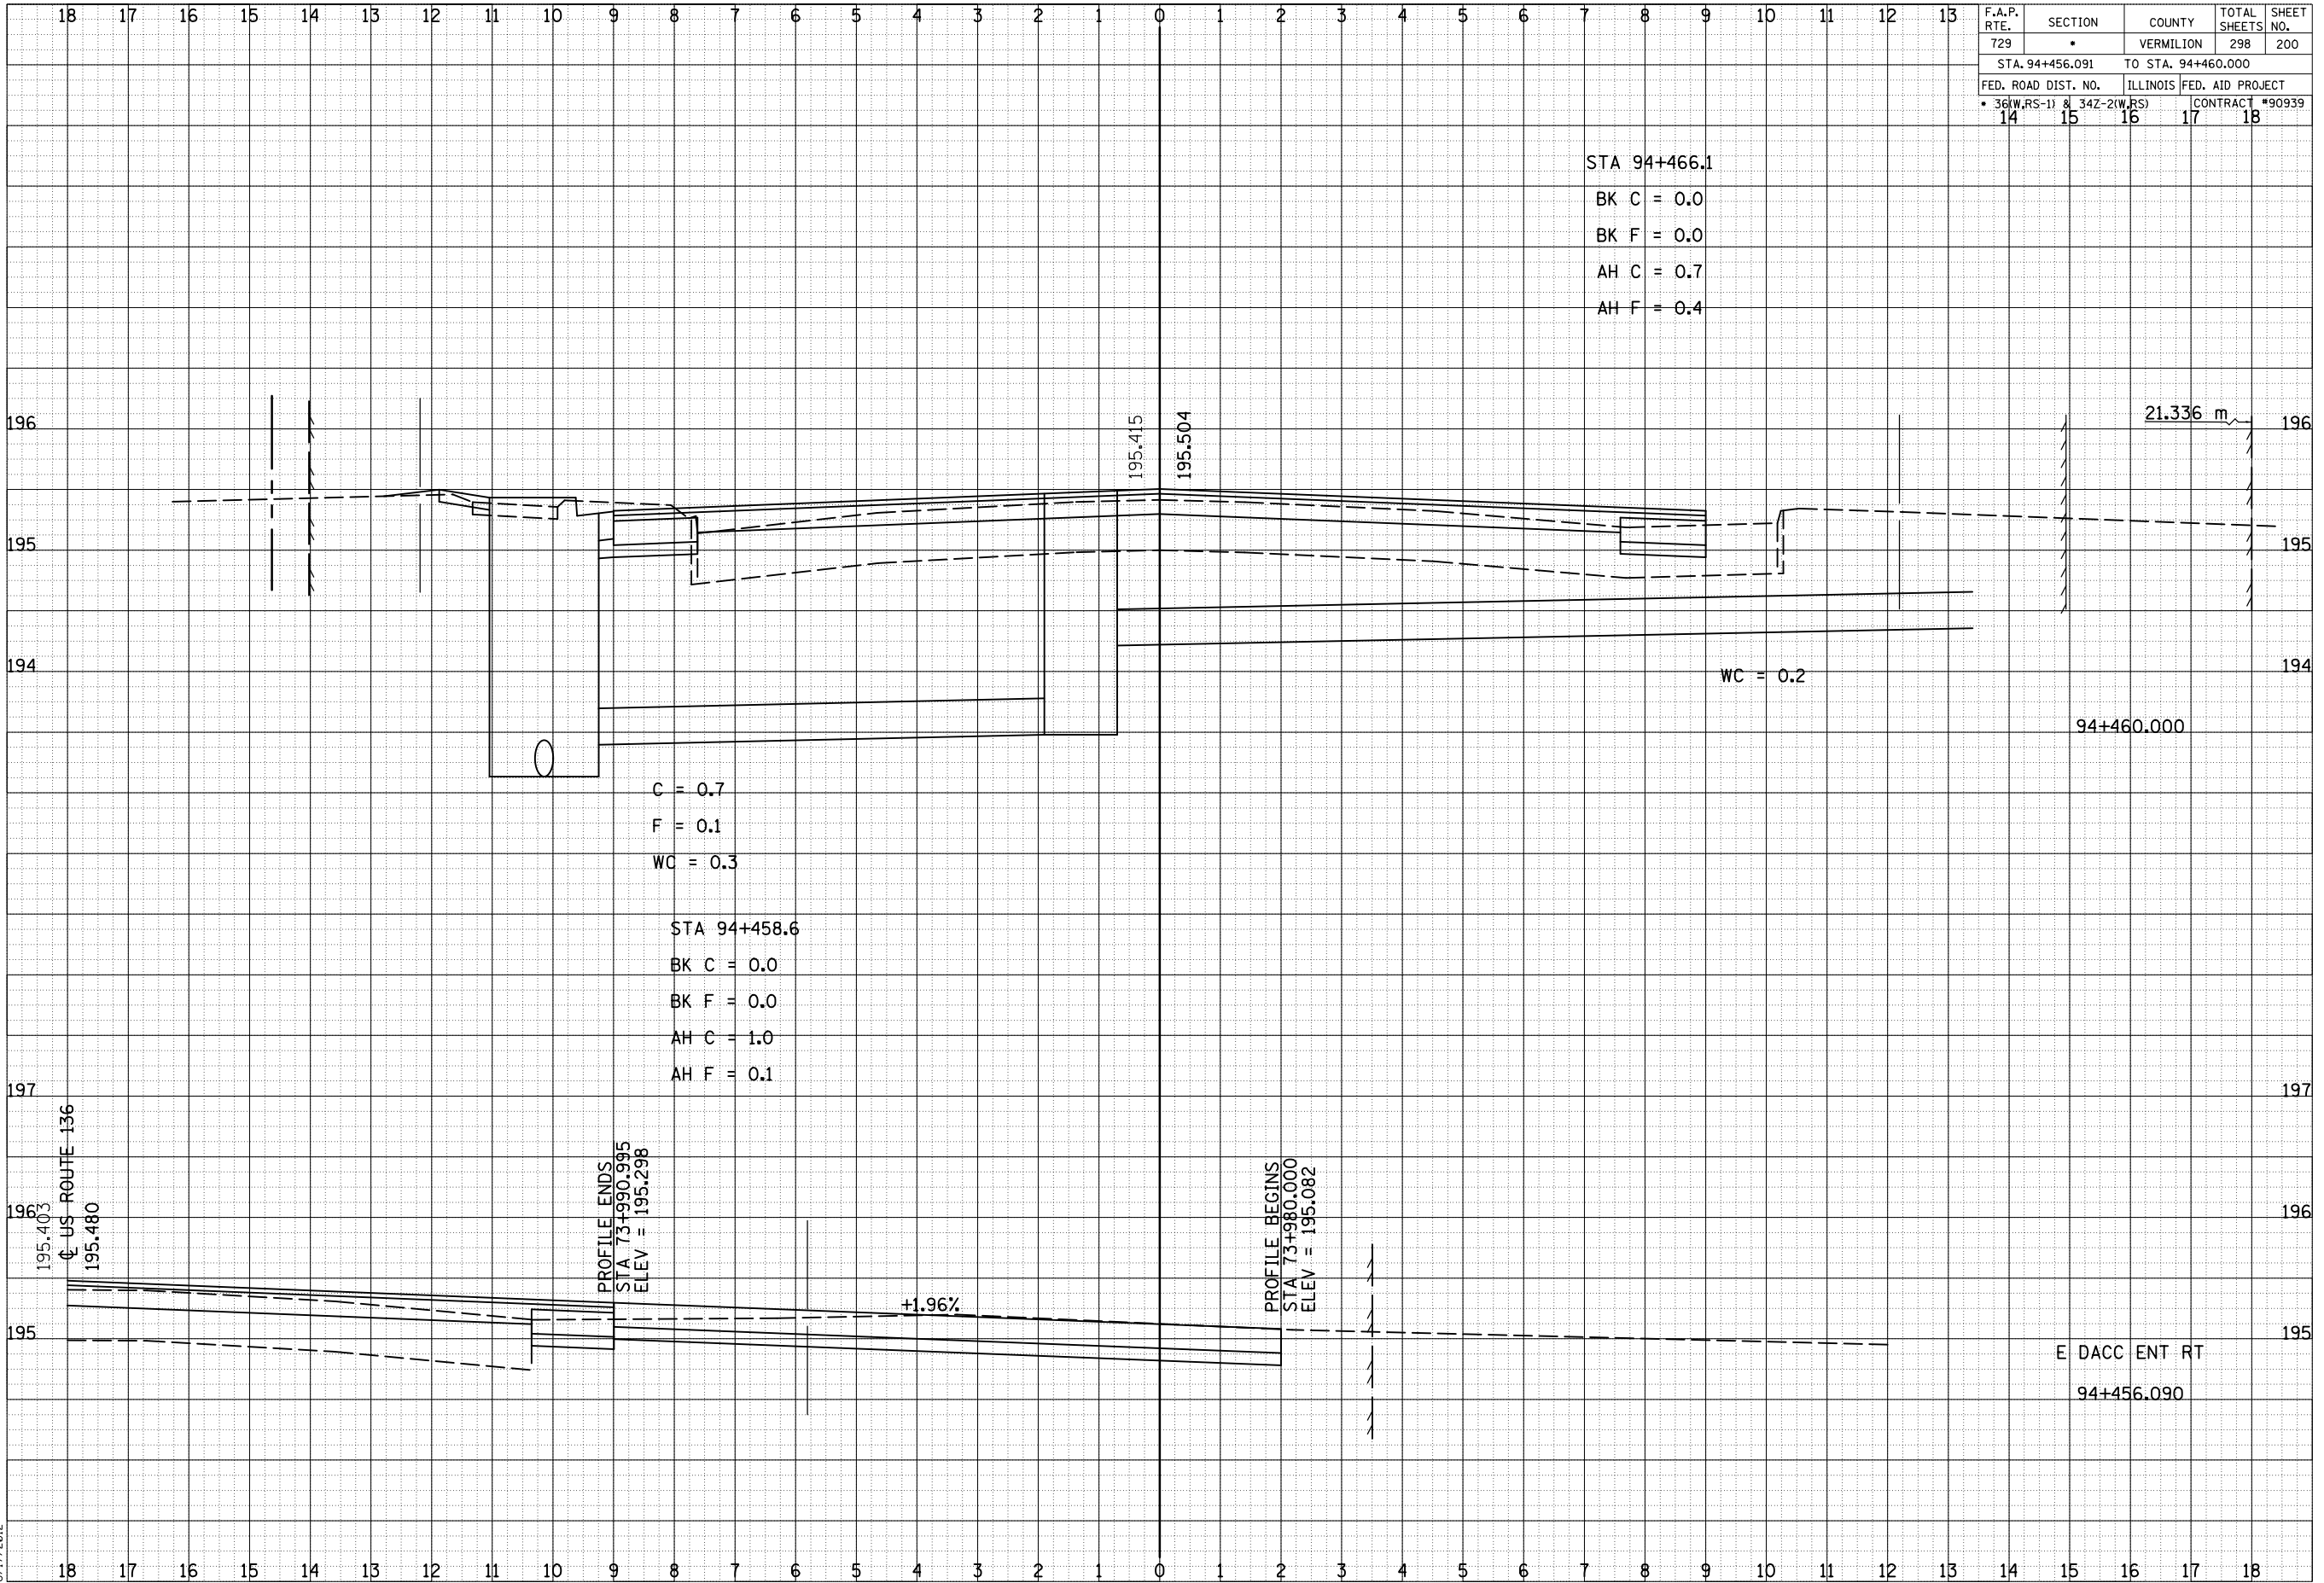 18 17 16 15 14 13 12 11 10 9 8 7 6 5 4 3 2 1 0 1 2 3 4 5 6 7 8 9 10 11 12 13
F.A.P. RTE. SECTION COUNTY TOTAL SHEETS SHEET NO.
729 * VERMILION 298 200
STA. 94+456.091 TO STA. 94+460.000
FED. ROAD DIST. NO. ILLINOIS FED. AID PROJECT
* 36(W,RS-1) & 34Z-2(W,RS) CONTRACT #90939
14 15 16 17 18
STA 94+466.1
BK C = 0.0
BK F = 0.0
AH C = 0.7
AH F = 0.4
195.415
195.504
21.336 m
196 196
195 195
194 194
WC = 0.2
94+460.000
C = 0.7
F = 0.1
WC = 0.3
STA 94+458.6
BK C = 0.0
BK F = 0.0
AH C = 1.0
AH F = 0.1
197 197
196 196
195.403
℄ US ROUTE 136
195.480
PROFILE ENDS
STA 73+990.995
ELEV = 195.298
PROFILE BEGINS
STA 73+980.000
ELEV = 195.082
+1.96%
195 195
E DACC ENT RT
94+456.090
18 17 16 15 14 13 12 11 10 9 8 7 6 5 4 3 2 1 0 1 2 3 4 5 6 7 8 9 10 11 12 13 14 15 16 17 18